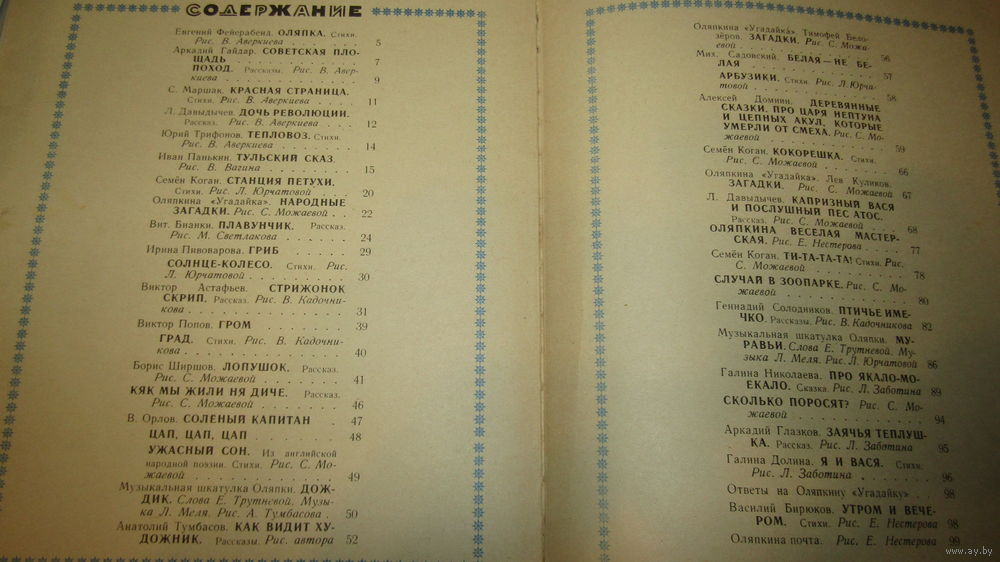 СОДЕРЖАНИЕ
Евгений Фейерабенд. ОЛЯПКА. Стихи.
Рис. В. Аверкиева . . . . 5
Аркадий Гайдар. СОВЕТСКАЯ ПЛО-
ЩАДЬ . . . . . . . . 7
ПОХОД. Рассказы. Рис. В. Авер-
киева . . . . . . . . 9
С. Маршак. КРАСНАЯ СТРАНИЦА.
Стихи. Рис. В. Аверкиева . . . . 11
Л. Давыдычев. ДОЧЬ РЕВОЛЮЦИИ.
Рассказ. Рис. В. Аверкиева . . . 12
Юрий Трифонов. ТЕПЛОВОЗ. Стихи.
Рис. В. Аверкиева . . . . . 14
Иван Панькин. ТУЛЬСКИЙ СКАЗ.
Рис. В. Вагина . . . . . . 15
Семён Коган. СТАНЦИЯ ПЕТУХИ.
Стихи. Рис. Л. Юрчатовой . . . 20
Оляпкина «Угадайка». НАРОДНЫЕ
ЗАГАДКИ. Рис. С. Можаевой . . 22
Вит. Бианки. ПЛАВУНЧИК. Рассказ.
Рис. М. Светлакова . . . . . 24
Ирина Пивоварова. ГРИБ . . . . 29
СОЛНЦЕ-КОЛЕСО. Стихи. Рис.
Л. Юрчатовой . . . . . . 30
Виктор Астафьев. СТРИЖОНОК
СКРИП. Рассказ. Рис. В. Кадочни-
кова . . . . . . . . . 31
Виктор Попов. ГРОМ . . . . . 39
ГРАД. Стихи. Рис. В. Кадочни-
кова . . . . . . . . . 40
Борис Ширшов. ЛОПУШОК. Рассказ.
Рис. С. Можаевой . . . . . 41
КЯК МЫ ЖИЛИ НЯ ДИЧЕ. Рассказ.
Рис. С. Можаевой . . . . . 46
В. Орлов. СОЛЕНЫЙ КАПИТАН . 47
ЦАП, ЦАП, ЦАП . . . . . 48
УЖАСНЫЙ СОН. Из английской
народной поэзии. Стихи. Рис. С. Мо-
жаевой . . . . . . . . 49
Музыкальная шкатулка Оляпки. ДОЖ-
ДИК. Слова Е. Трутневой. Музы-
ка Л. Меля. Рис. А. Тумбасова . . 50
Анатолий Тумбасов. КАК ВИДИТ ХУ-
ДОЖНИК. Рассказ. Рис. автора 52
Оляпкина «Угадайка» Тимофей Бело-
зёров. ЗАГАДКИ. Рис. С. Можа-
евой . . . . . . . . . 56
Мих. Садовский. БЕЛАЯ — НЕ БЕ-
ЛАЯ . . . . . . . . . 57
АРБУЗИКИ. Стихи. Рис. Л. Юрча-
товой . . . . . . . . 58
Алексей Домнин. ДЕРЕВЯННЫЕ
СКАЗКИ. ПРО ЦАРЯ НЕПТУНА
И ЦЕПНЫХ АКУЛ, КОТОРЫЕ
УМЕРЛИ ОТ СМЕХА. Рис. С. Мо-
жаевой . . . . . . . . 59
Семён Коган. КОКОРЕШКА. Стихи.
Рис. С. Можаевой . . . . . 66
Оляпкина «Угадайка». Лев Куликов.
ЗАГАДКИ. Рис. С. Можаевой 67
Л. Давыдычев. КАПРИЗНЫЙ ВАСЯ
И ПОСЛУШНЫЙ ПЕС АТОС.
Рассказ. Рис. С. Можаевой . . . 68
ОЛЯПКИНА ВЕСЕЛАЯ МАСТЕР-
СКАЯ. Рис. Е. Нестерова . . . 77
Семён Коган. ТИ-ТА-ТА-ТА! Стихи. Рис.
С. Можаевой . . . . . . 78
СЛУЧАЙ В ЗООПАРКЕ. Рис. С. Мо-
жаевой . . . . . . . . 80
Геннадий Солодников. ПТИЧЬЕ ИМЕ-
ЧКО. Рассказы. Рис. В. Кадочникова 82
Музыкальная шкатулка Оляпки. МУ-
РАВЬИ. Слова Е. Трутневой. Му-
зыка Л. Меля. Рис. Л. Юрчатовой 86
Галина Николаева. ПРО ЯКАЛО-МО-
ЕКАЛО. Сказка. Рис. Л. Заботина 89
СКОЛЬКО ПОРОСЯТ? Рис. С. Мо-
жаевой . . . . . . . . 94
Аркадий Глазков. ЗАЯЧЬЯ ТЕПЛУШ-
КА. Рассказ. Рис. Л. Заботина 95
Галина Долина. Я И ВАСЯ. Стихи.
Рис. Л. Заботина . . . . . 96
Ответы на Оляпкину «Угадайку» . . 98
Василий Бирюков. УТРОМ И ВЕЧЕ-
РОМ. Стихи. Рис. Е. Нестерова 98
Оляпкина почта. Рис. Е. Нестерова 99
www.ay.by